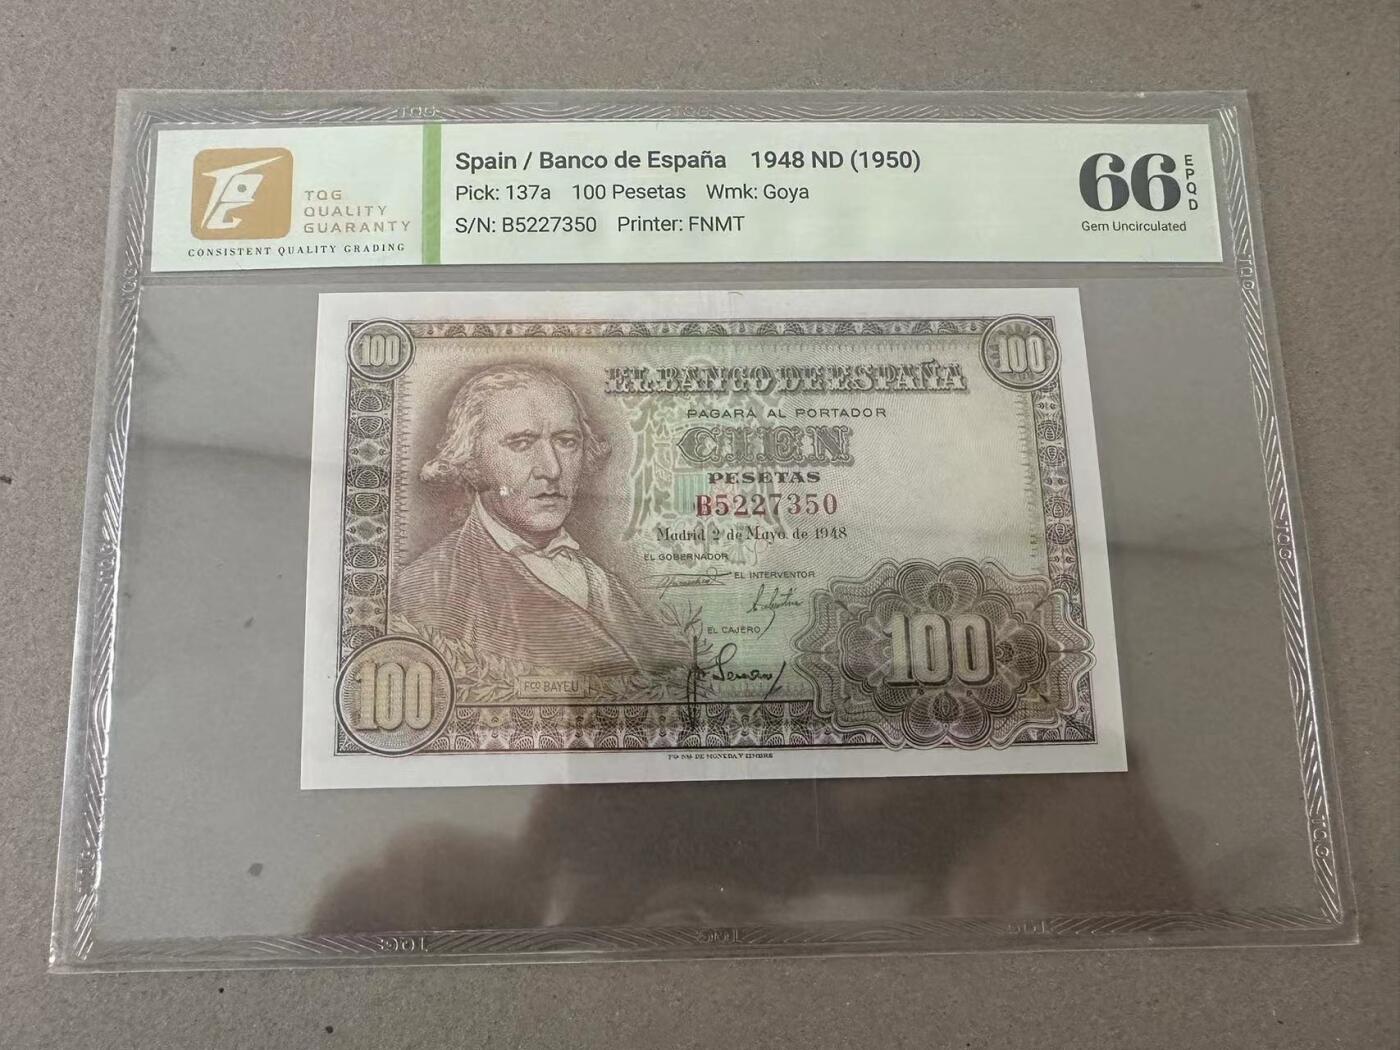 TQG
QUALITY
GUARANTY
CONSISTENT QUALITY GRADING
Spain / Banco de España 1948 ND (1950)
Pick: 137a 100 Pesetas Wmk: Goya
S/N: B5227350 Printer: FNMT
66
EPQD
Gem Uncirculated
100
100
EL BANCO DE ESPAÑA
PAGARÁ AL PORTADOR
CIEN
PESETAS
B5227350
Madrid 2 de Mayo de 1948
EL GOBERNADOR
EL INTERVENTOR
EL CAJERO
100
100
FCO BAYEU